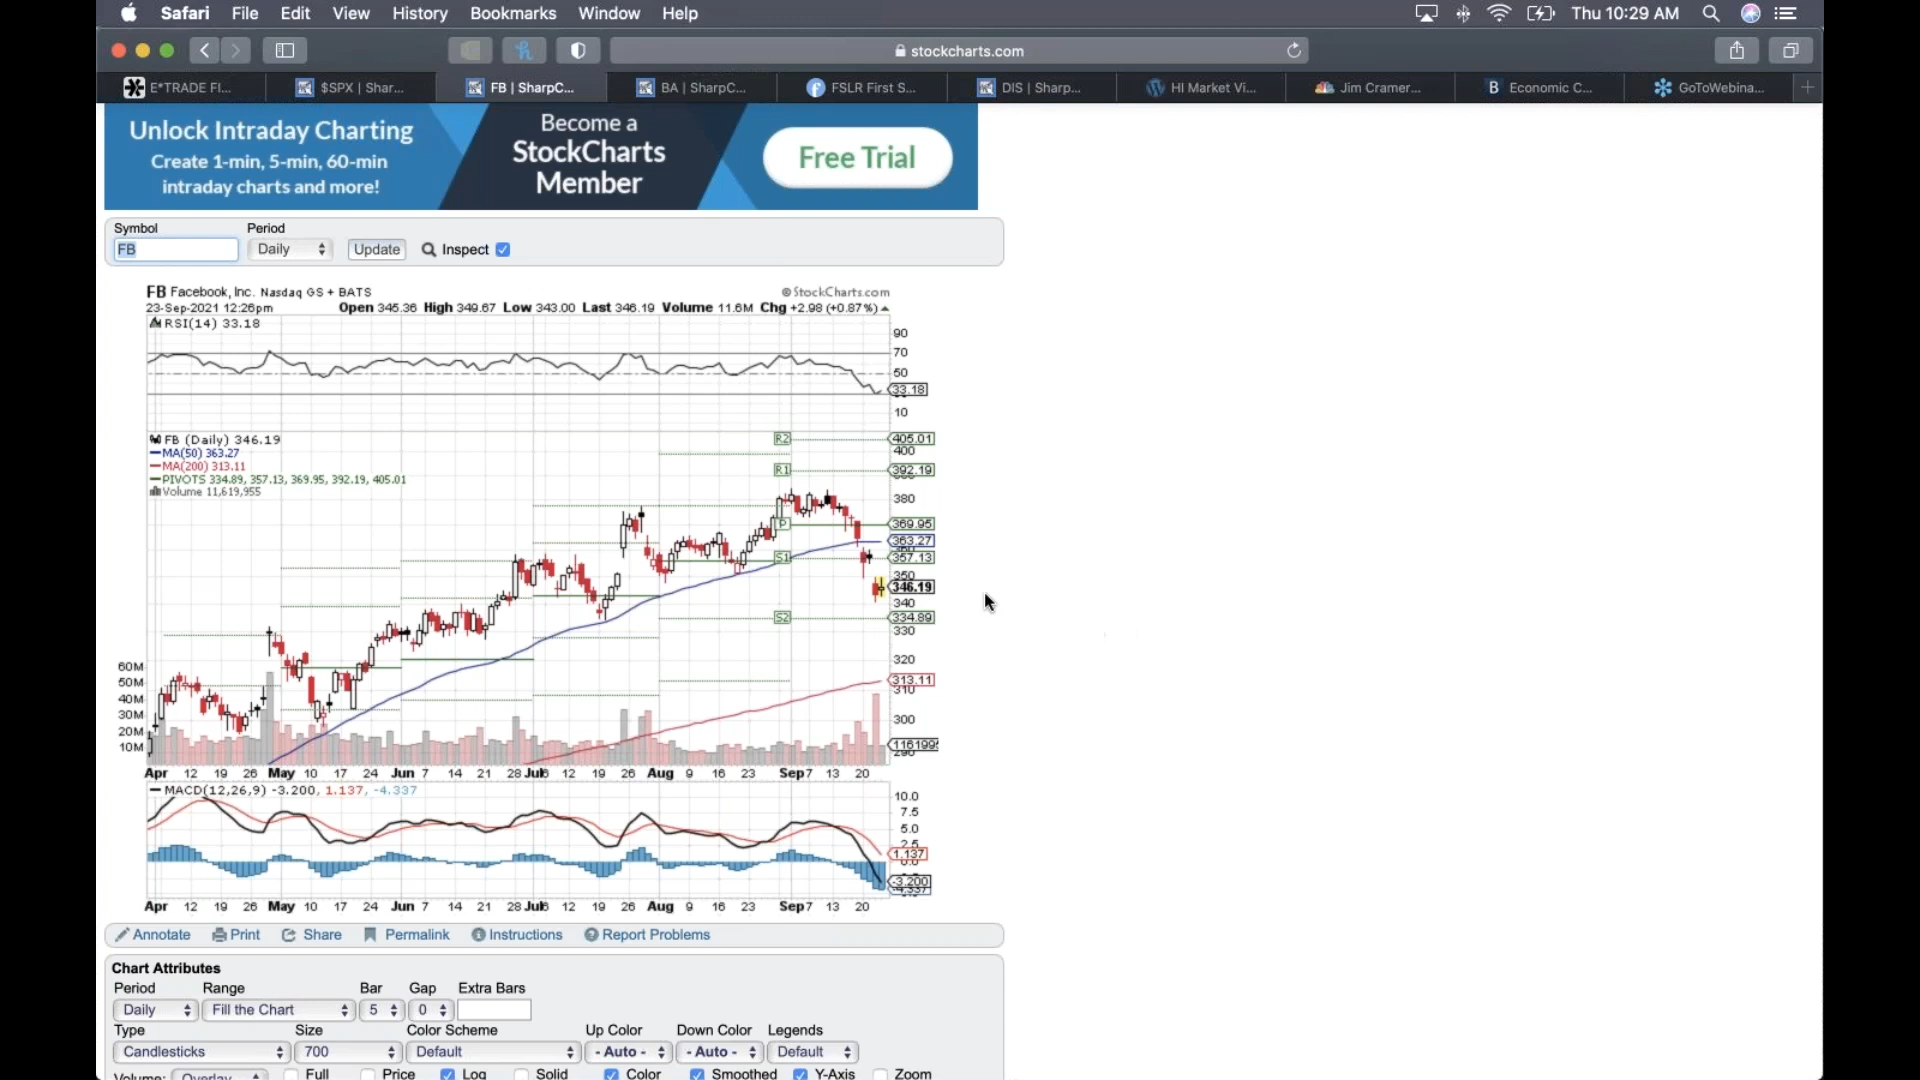 Safari File Edit View History Bookmarks Window Help Thu 10:29 AM
stockcharts.com
E*TRADE FI... $SPX | Shar... FB | SharpC... BA | SharpC... FSLR First S... DIS | Sharp... HI Market Vi... Jim Cramer... B Economic C... GoToWebina...
Unlock Intraday Charting
Create 1-min, 5-min, 60-min
intraday charts and more!
Become a
StockCharts
Member
Free Trial
Symbol Period
FB Daily Update Inspect
FB Facebook, Inc. Nasdaq GS + BATS ©StockCharts.com
23-Sep-2021 12:26pm Open 345.36 High 349.67 Low 343.00 Last 346.19 Volume 11.6M Chg +2.98 (+0.87%)
RSI(14) 33.18
90
70
50
33.18
10
FB (Daily) 346.19
MA(50) 363.27
MA(200) 313.11
PIVOTS 334.89, 357.13, 369.95, 392.19, 405.01
Volume 11,619,955
R2 405.01
400
R1 392.19
380
P 369.95
363.27
S1 357.13
350
346.19
340
S2 334.89
330
60M 320
50M 313.11
310
40M
30M 300
20M
10M
Apr 12 19 26 May 10 17 24 Jun 7 14 21 28 Jul 12 19 26 Aug 9 16 23 Sep 7 13 20
MACD(12,26,9) -3.200, 1.137, -4.337
10.0
7.5
5.0
1.137
-3.200
-4.337
Apr 12 19 26 May 10 17 24 Jun 7 14 21 28 Jul 12 19 26 Aug 9 16 23 Sep 7 13 20
Annotate Print Share Permalink Instructions Report Problems
Chart Attributes
Period Range Bar Gap Extra Bars
Daily Fill the Chart 5 0
Type Size Color Scheme Up Color Down Color Legends
Candlesticks 700 Default - Auto - - Auto - Default
Volume: Overlay Full Price Log Solid Color Smoothed Y-Axis Zoom